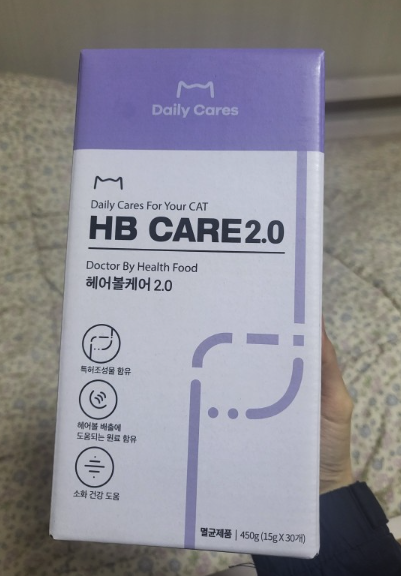 Daily Cares
Daily Cares For Your CAT
HB CARE2.0
Doctor By Health Food
헤어볼케어 2.0
특허조성물 함유
헤어볼 배출에
도움되는 원료 함유
소화 건강 도움
멸균제품 | 450g (15g X 30개)